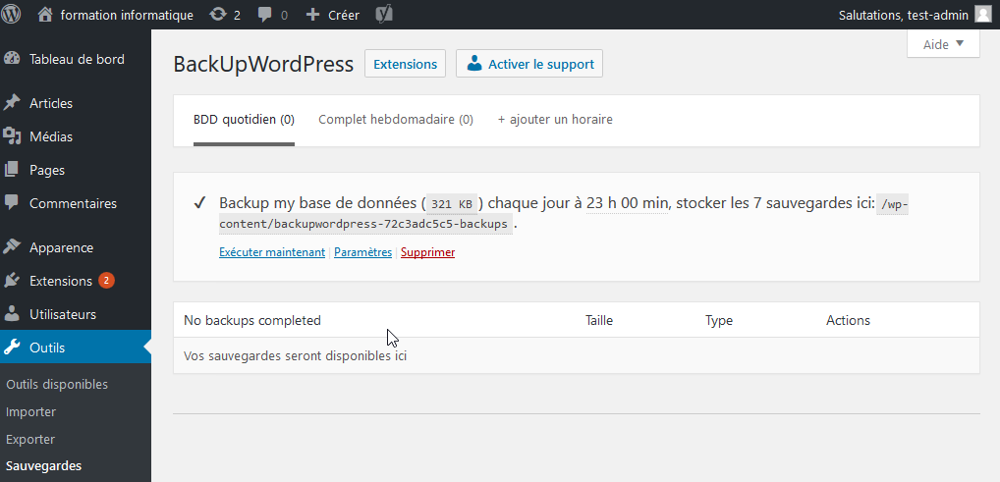 formation informatique 2 0 Créer Salutations, test-admin
Aide
Tableau de bord
Articles
Médias
Pages
Commentaires
Apparence
Extensions 2
Utilisateurs
Outils
Outils disponibles
Importer
Exporter
Sauvegardes
BackUpWordPress Extensions Activer le support
BDD quotidien (0) Complet hebdomadaire (0) + ajouter un horaire
Backup my base de données ( 321 KB ) chaque jour à 23 h 00 min, stocker les 7 sauvegardes ici: /wp-
content/backupwordpress-72c3adc5c5-backups .
Exécuter maintenant | Paramètres | Supprimer
No backups completed Taille Type Actions
Vos sauvegardes seront disponibles ici